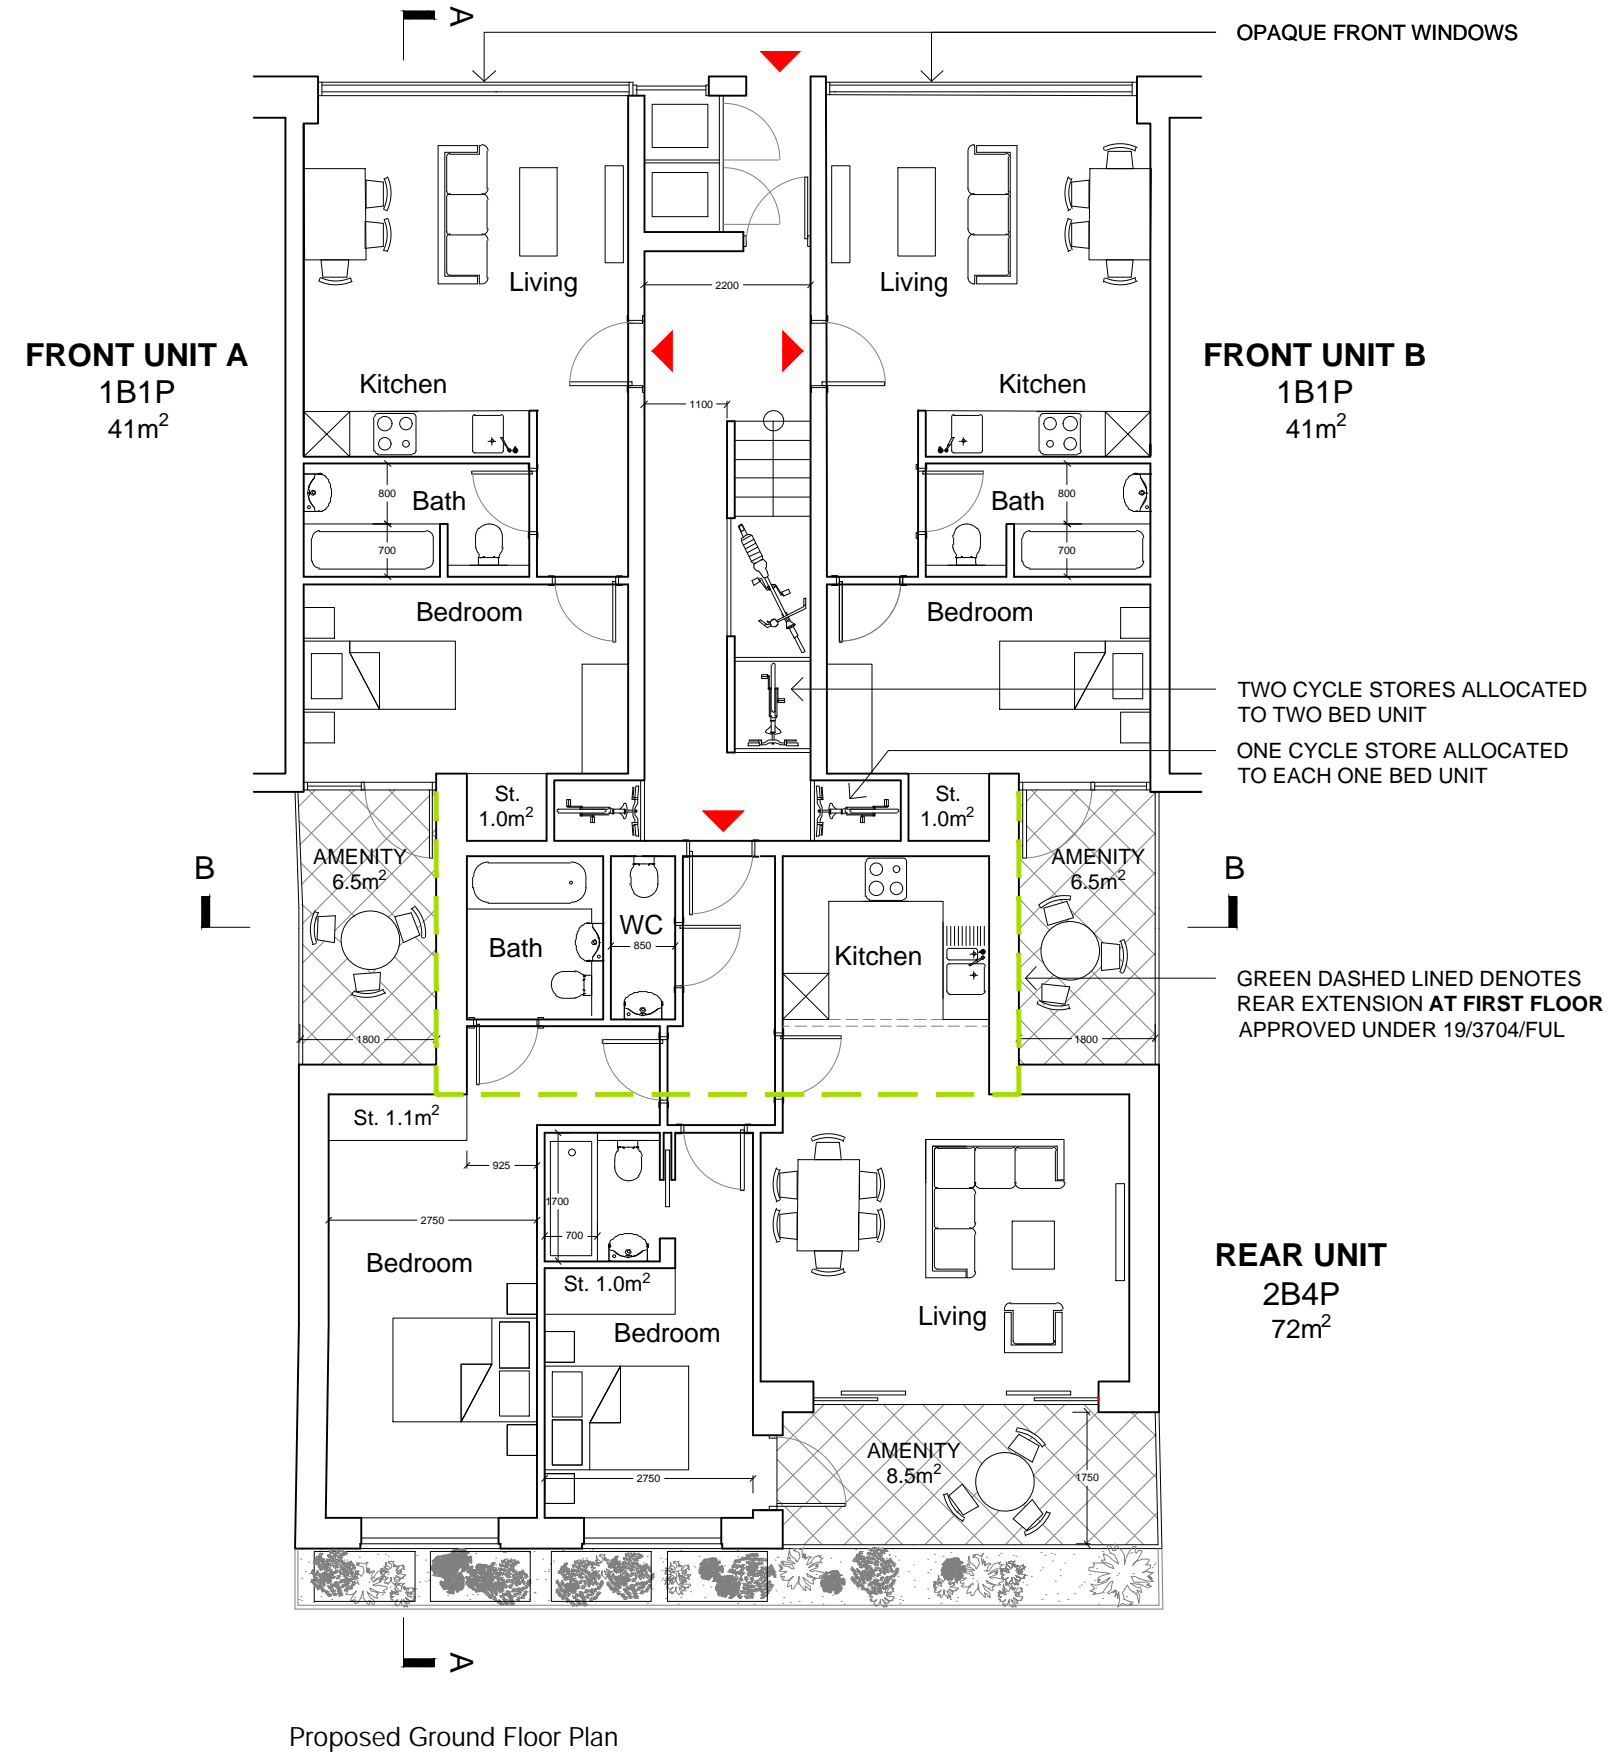 A
OPAQUE FRONT WINDOWS
Living
2200
Living
FRONT UNIT A
1B1P
41m²
Kitchen
1100
Kitchen
FRONT UNIT B
1B1P
41m²
800
Bath
700
Bath
800
700
Bedroom
Bedroom
TWO CYCLE STORES ALLOCATED
TO TWO BED UNIT
ONE CYCLE STORE ALLOCATED
TO EACH ONE BED UNIT
St.
1.0m²
St.
1.0m²
B
AMENITY
6.5m²
AMENITY
6.5m²
B
Bath
WC
850
Kitchen
GREEN DASHED LINED DENOTES
REAR EXTENSION AT FIRST FLOOR
APPROVED UNDER 19/3704/FUL
1800
1800
St. 1.1m²
925
1700
700
2750
Bedroom
St. 1.0m²
Bedroom
Living
REAR UNIT
2B4P
72m²
AMENITY
8.5m²
2750
1750
A
Proposed Ground Floor Plan